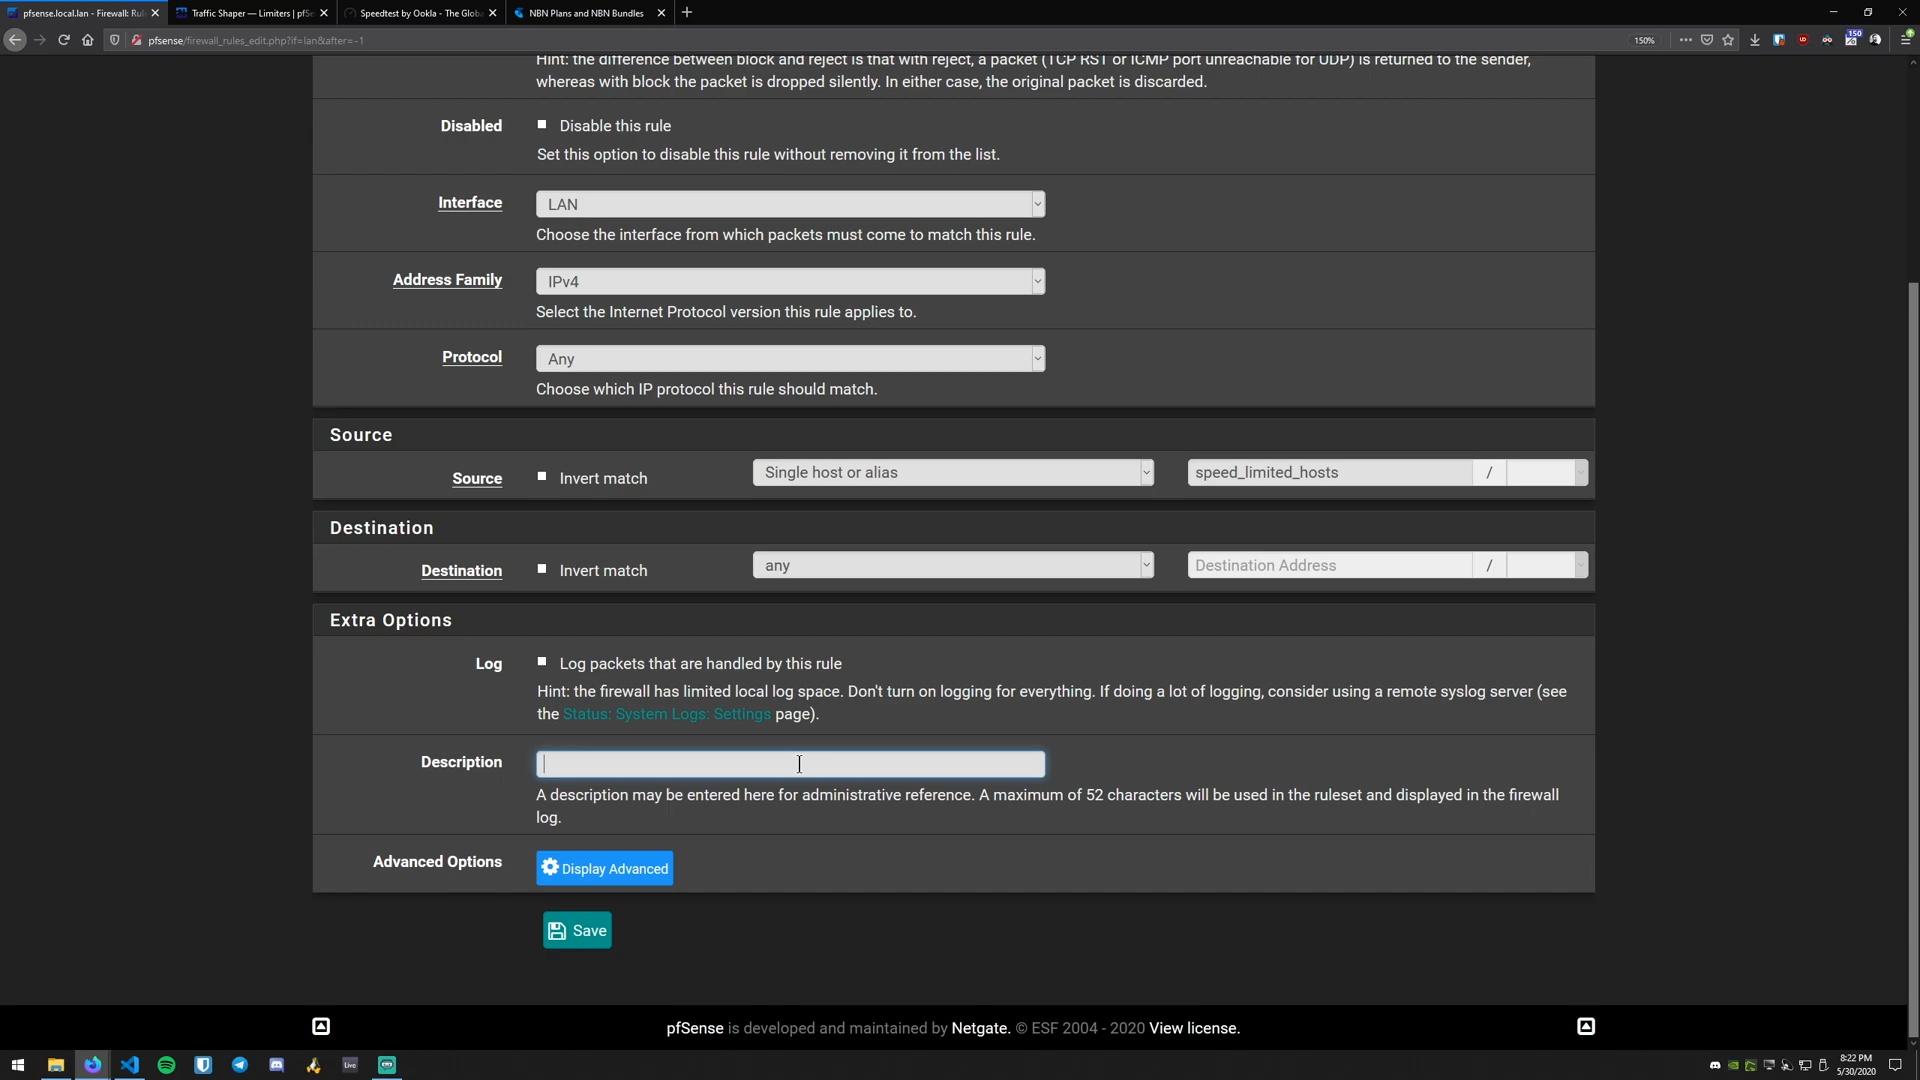 pfsense.local.lan - Firewall: Rul
Traffic Shaper — Limiters | pfSe
Speedtest by Ookla - The Globa
NBN Plans and NBN Bundles
pfsense/firewall_rules_edit.php?if=lan&after=-1
150%
150
Hint: the difference between block and reject is that with reject, a packet (TCP RST or ICMP port unreachable for UDP) is returned to the sender,
whereas with block the packet is dropped silently. In either case, the original packet is discarded.
Disabled
Disable this rule
Set this option to disable this rule without removing it from the list.
Interface
LAN
Choose the interface from which packets must come to match this rule.
Address Family
IPv4
Select the Internet Protocol version this rule applies to.
Protocol
Any
Choose which IP protocol this rule should match.
Source
Source
Invert match
Single host or alias
speed_limited_hosts
/
Destination
Destination
Invert match
any
Destination Address
/
Extra Options
Log
Log packets that are handled by this rule
Hint: the firewall has limited local log space. Don't turn on logging for everything. If doing a lot of logging, consider using a remote syslog server (see
the Status: System Logs: Settings page).
Description
A description may be entered here for administrative reference. A maximum of 52 characters will be used in the ruleset and displayed in the firewall
log.
Advanced Options
Display Advanced
Save
pfSense is developed and maintained by Netgate. © ESF 2004 - 2020 View license.
Live
8:22 PM
5/30/2020